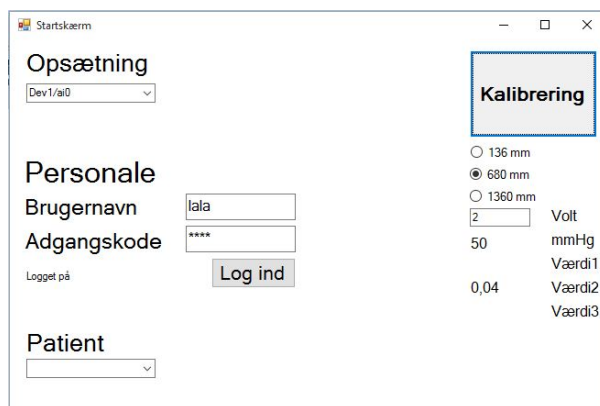 Startskærm
Opsætning
Dev1/ai0
Kalibrering
136 mm
680 mm
1360 mm
Personale
Brugernavn lala
Adgangskode ****
Logget på Log ind
2 Volt
50 mmHg
Værdi1
0,04 Værdi2
Værdi3
Patient